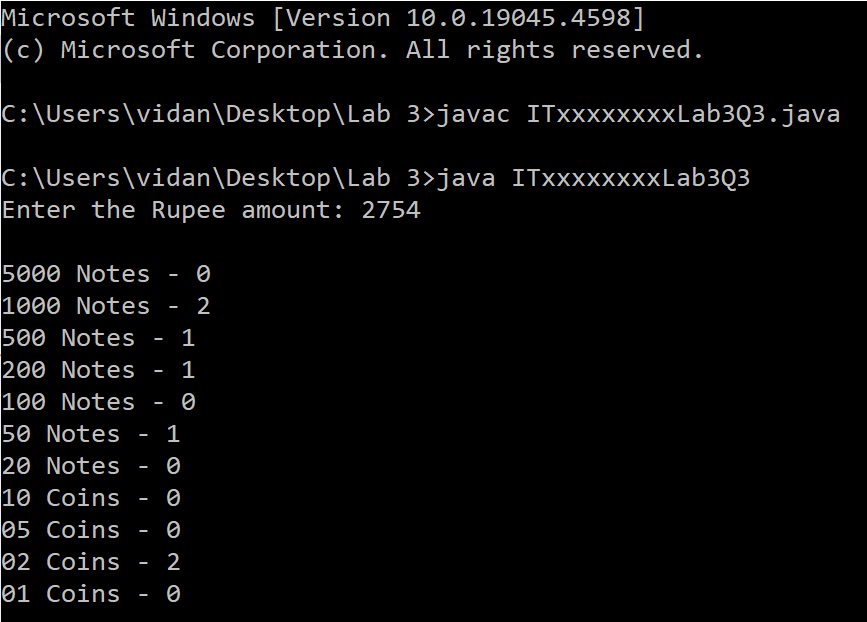 Microsoft Windows [Version 10.0.19045.4598]
(c) Microsoft Corporation. All rights reserved.
C:\Users\vidan\Desktop\Lab 3>javac ITxxxxxxxxLab3Q3.java
C:\Users\vidan\Desktop\Lab 3>java ITxxxxxxxxLab3Q3
Enter the Rupee amount: 2754
5000 Notes - 0
1000 Notes - 2
500 Notes - 1
200 Notes - 1
100 Notes - 0
50 Notes - 1
20 Notes - 0
10 Coins - 0
05 Coins - 0
02 Coins - 2
01 Coins - 0